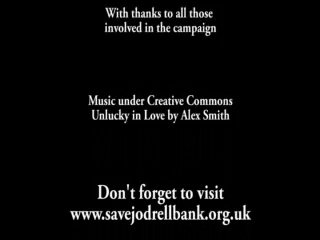 With thanks to all those
involved in the campaign
Music under Creative Commons
Unlucky in Love by Alex Smith
Don't forget to visit
www.savejodrellbank.org.uk